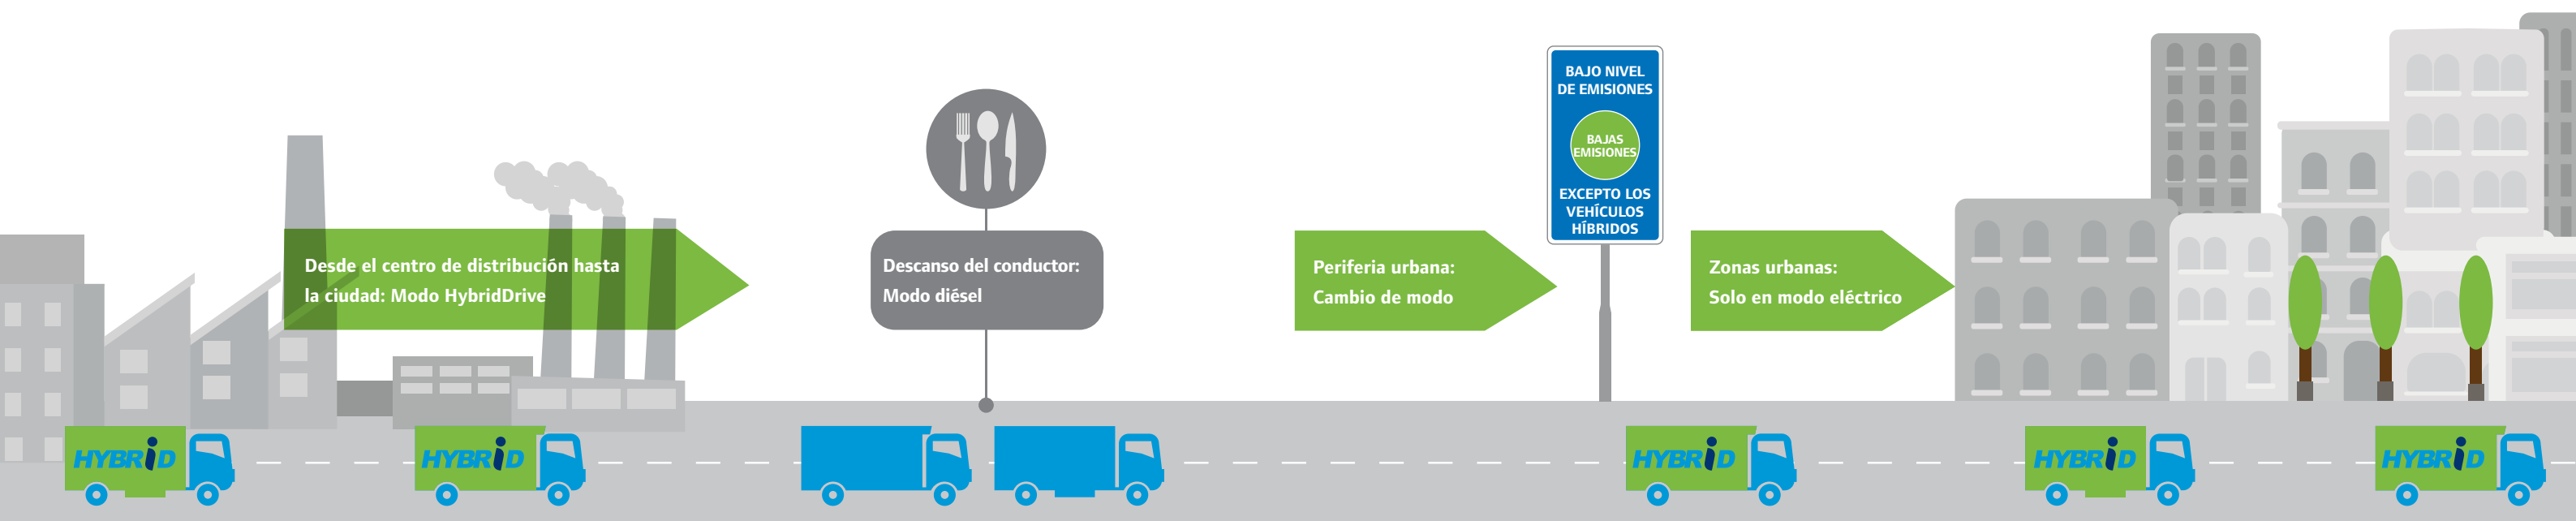 Desde el centro de distribución hasta
la ciudad: Modo HybridDrive
Descanso del conductor:
Modo diésel
Periferia urbana:
Cambio de modo
BAJO NIVEL
DE EMISIONES
BAJAS
EMISIONES
EXCEPTO LOS
VEHÍCULOS
HÍBRIDOS
Zonas urbanas:
Solo en modo eléctrico
HYBRiD
HYBRiD
HYBRiD
HYBRiD
HYBRiD